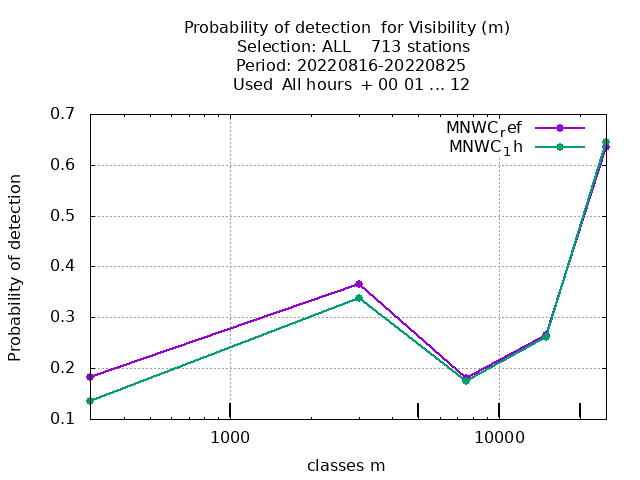 Probability of detection for Visibility (m)
Selection: ALL 713 stations
Period: 20220816-20220825
Used All hours + 00 01 ... 12
0.7
0.6
0.5
0.4
0.3
0.2
0.1
Probability of detection
MNWCref
MNWC1h
1000
10000
classes m